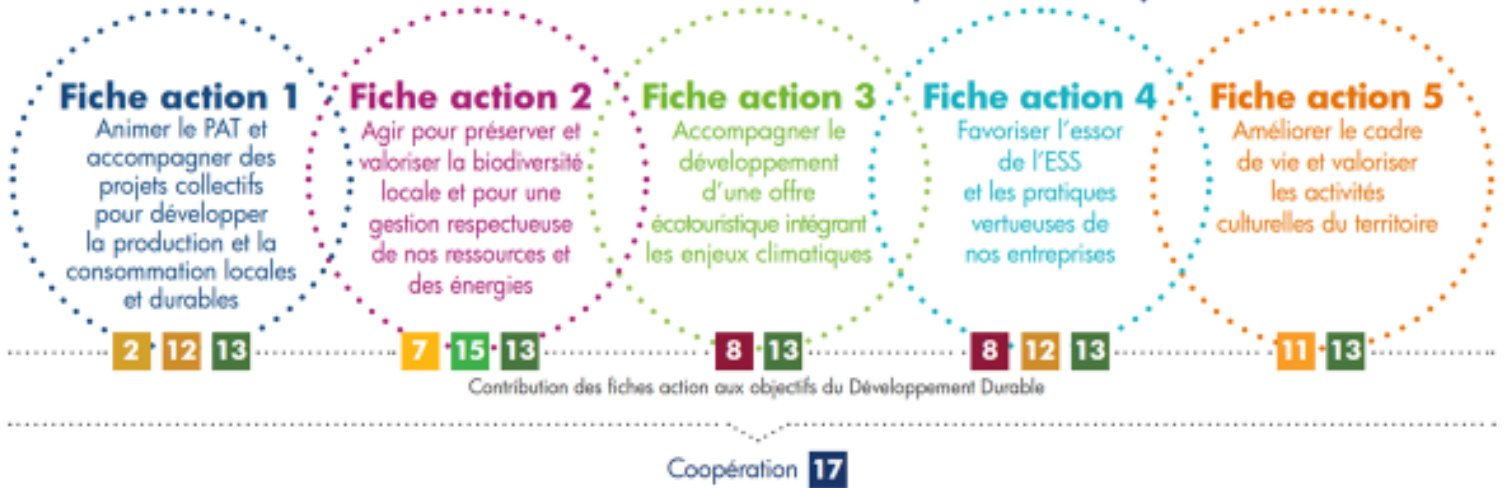 Fiche action 1
Animer le PAT et
accompagner des
projets collectifs
pour développer
la production et la
consommation locales
et durables
2 12 13
Fiche action 2
Agir pour préserver et
valoriser la biodiversité
locale et pour une
gestion respectueuse
de nos ressources et
des énergies
7 15 13
Fiche action 3
Accompagner le
développement
d'une offre
écotouristique intégrant
les enjeux climatiques
8 13
Fiche action 4
Favoriser l'essor
de l'ESS
et les pratiques
vertueuses de
nos entreprises
8 12 13
Fiche action 5
Améliorer le cadre
de vie et valoriser
les activités
culturelles du territoire
11 13
Contribution des fiches action aux objectifs du Développement Durable
Coopération 17